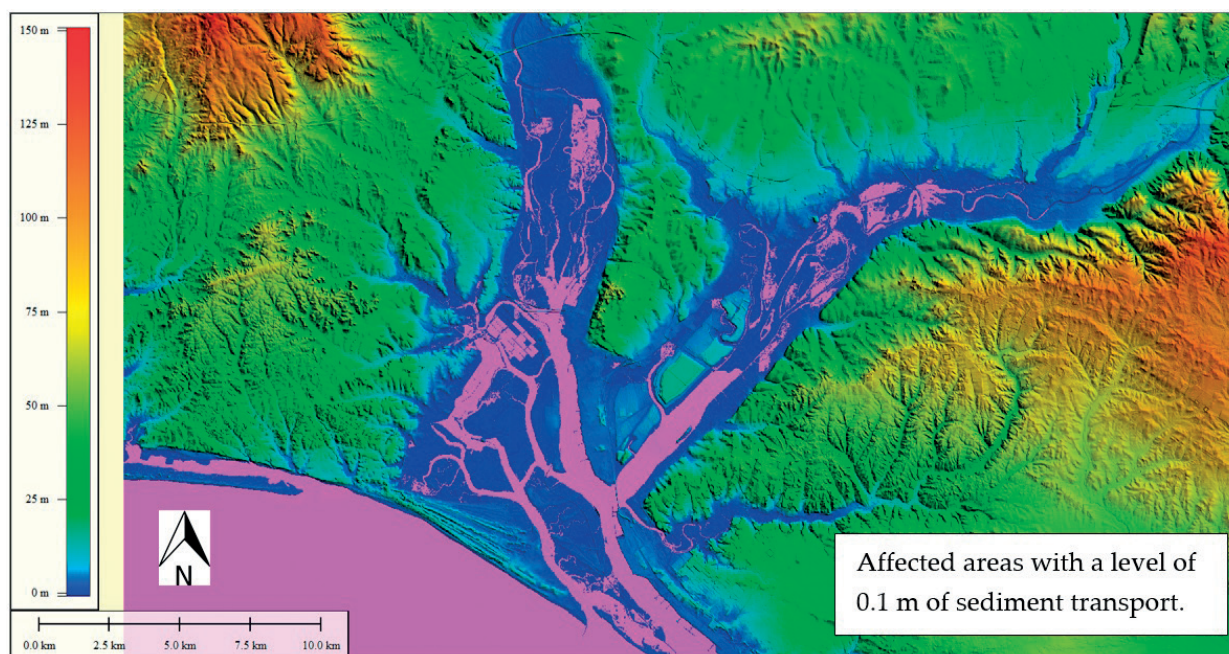 150 m
125 m
100 m
75 m
50 m
25 m
0 m
N
0.0 km 2.5 km 5.0 km 7.5 km 10.0 km
Affected areas with a level of
0.1 m of sediment transport.